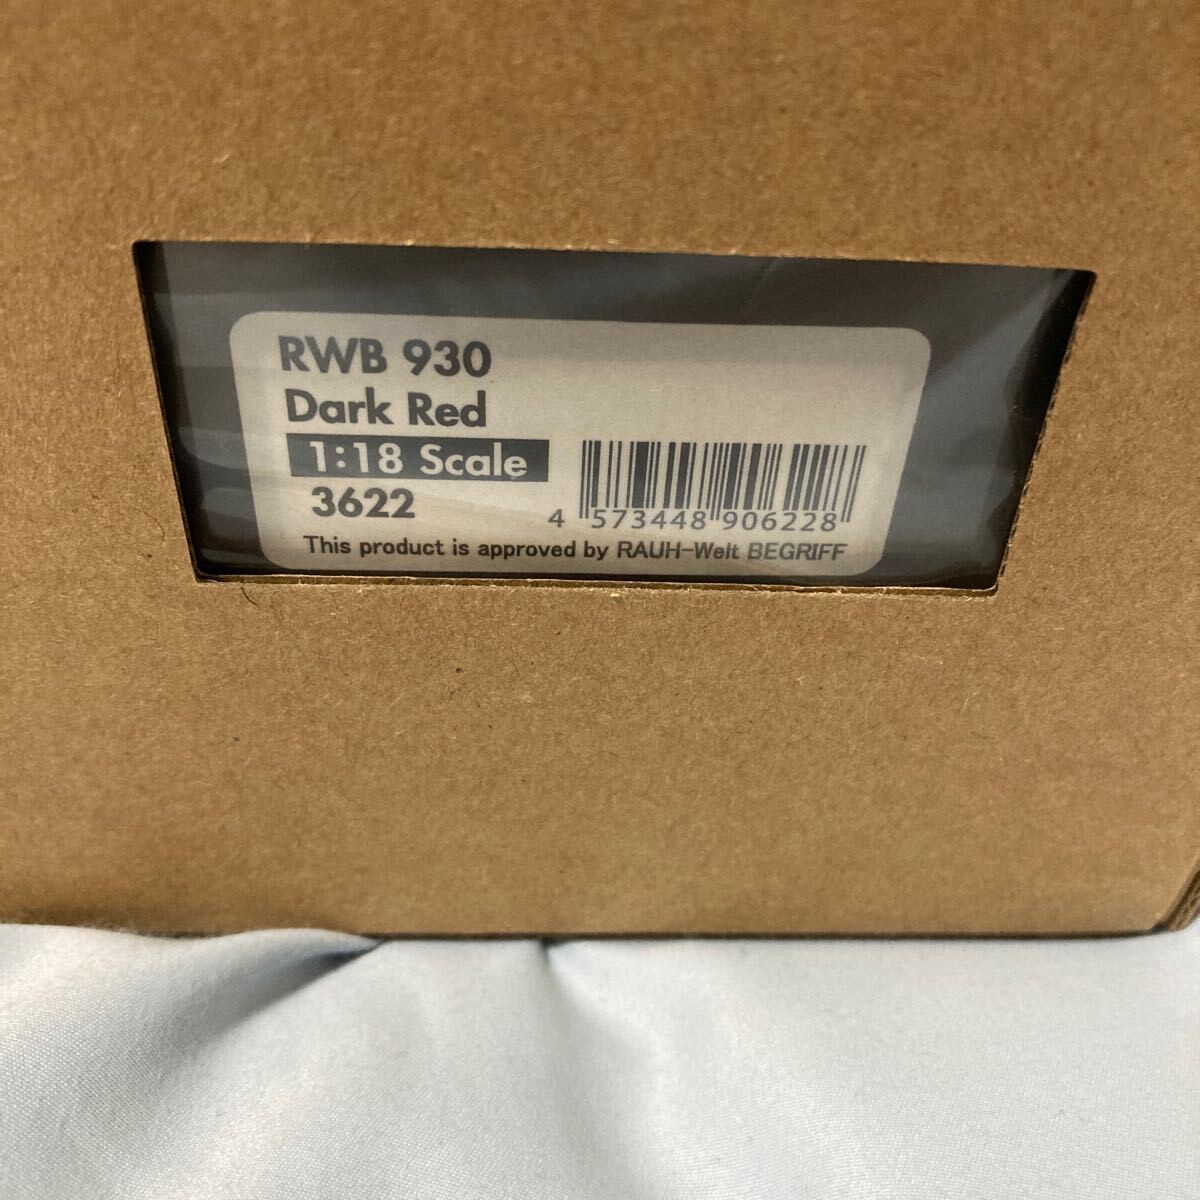 RWB 930
Dark Red
1:18 Scale
3622
4 573448 906228
This product is approved by RAUH-Welt BEGRIFF